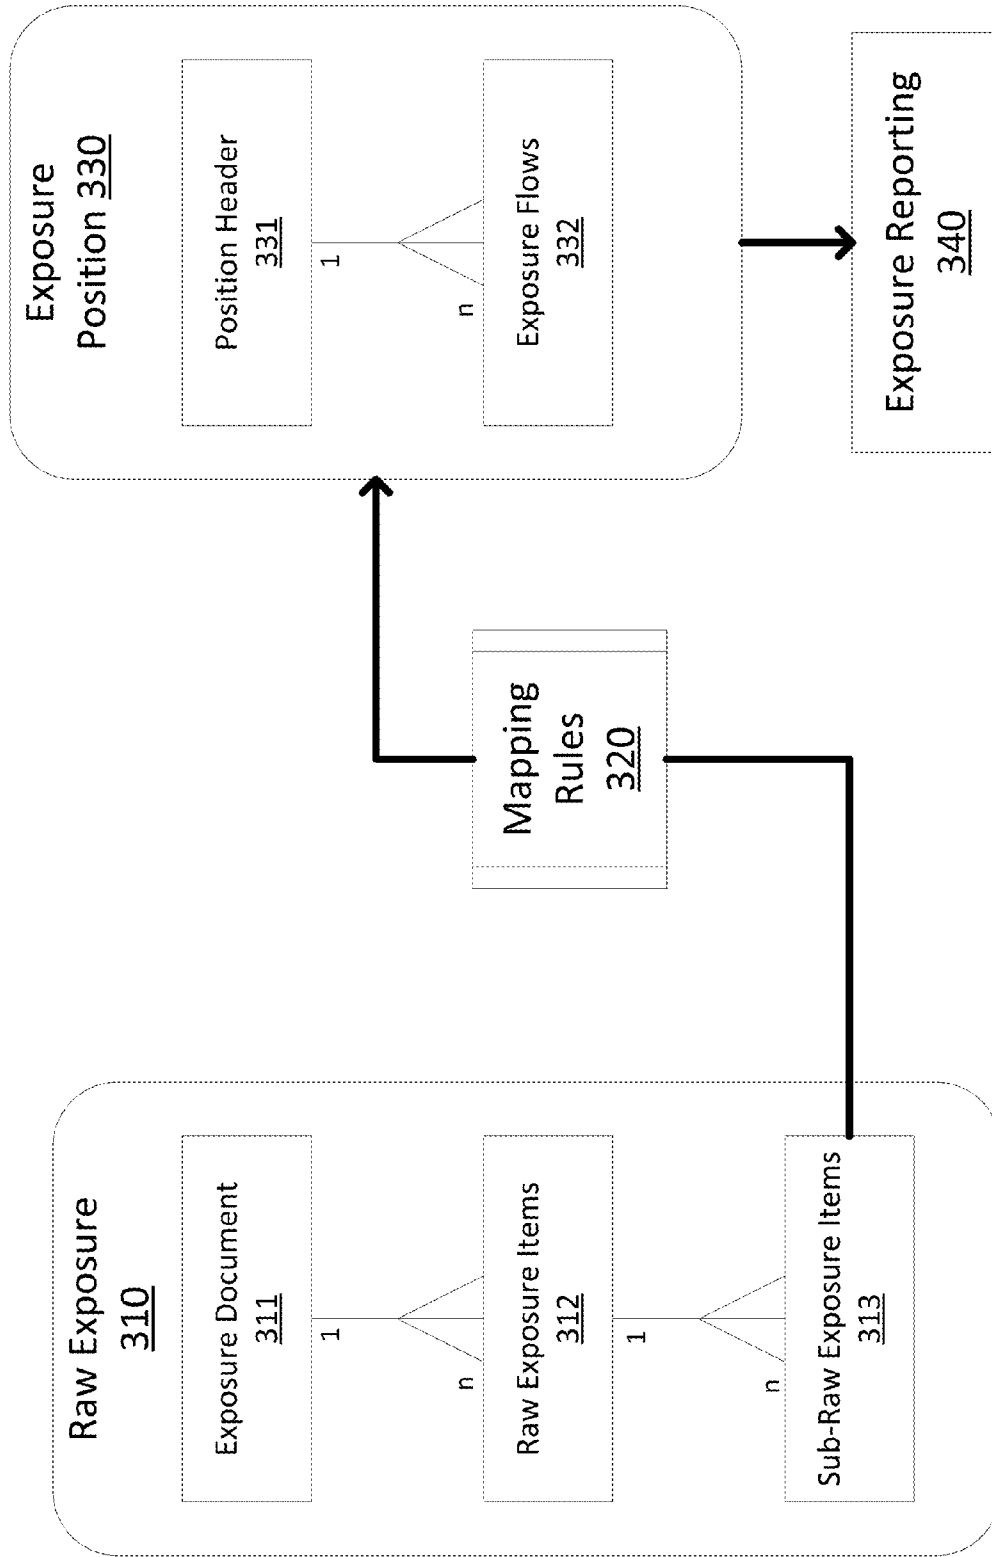 Raw Exposure
310
Exposure Document
311
1
n
Raw Exposure Items
312
1
n
Sub-Raw Exposure Items
313
Mapping
Rules
320
Exposure
Position 330
Position Header
331
1
n
Exposure Flows
332
Exposure Reporting
340